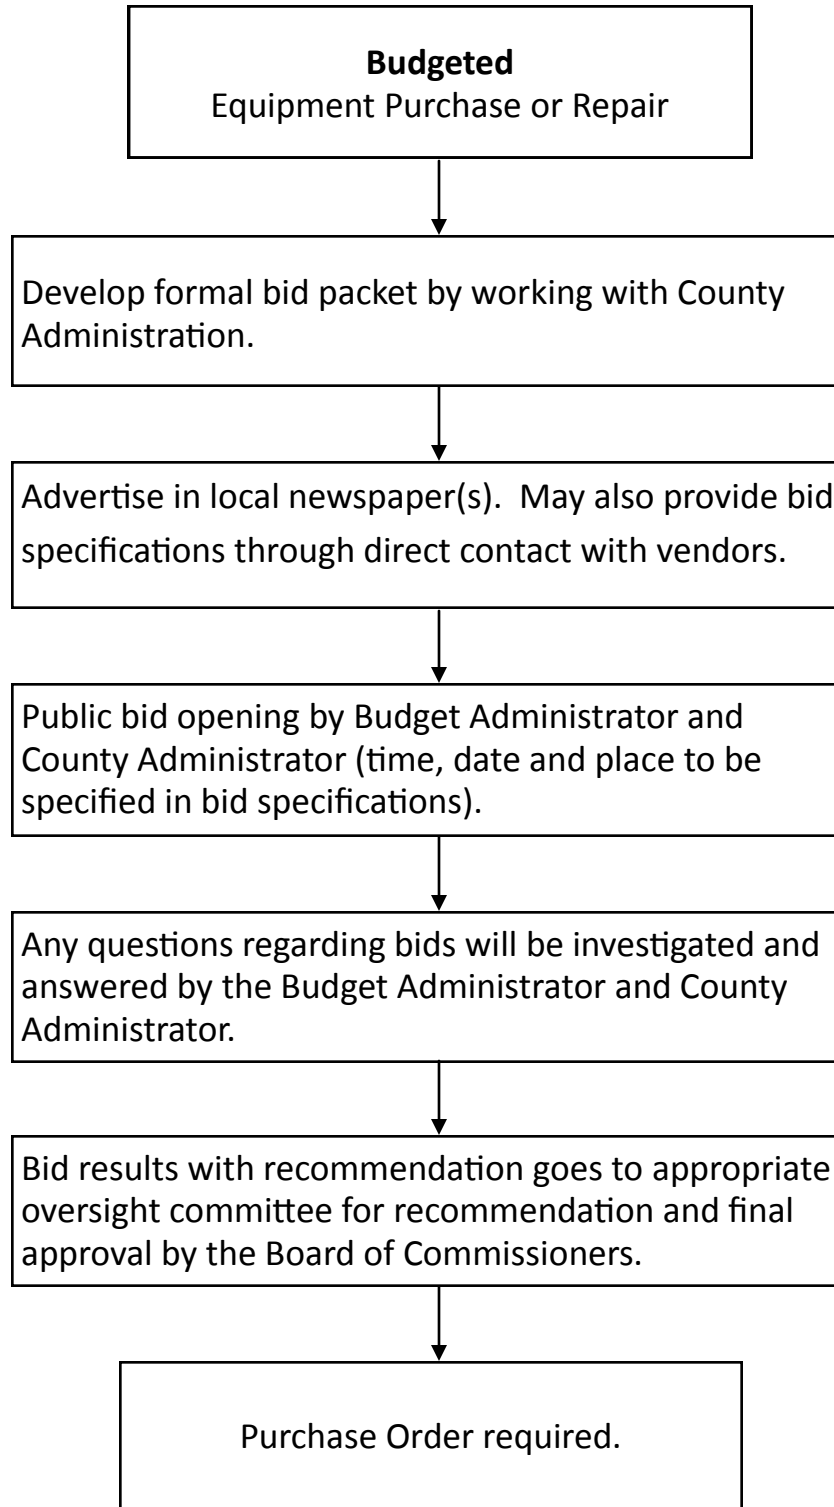 Budgeted
Equipment Purchase or Repair
Develop formal bid packet by working with County
Administration.
Advertise in local newspaper(s).  May also provide bid
specifications through direct contact with vendors.
Public bid opening by Budget Administrator and
County Administrator (time, date and place to be
specified in bid specifications).
Any questions regarding bids will be investigated and
answered by the Budget Administrator and County
Administrator.
Bid results with recommendation goes to appropriate
oversight committee for recommendation and final
approval by the Board of Commissioners.
Purchase Order required.